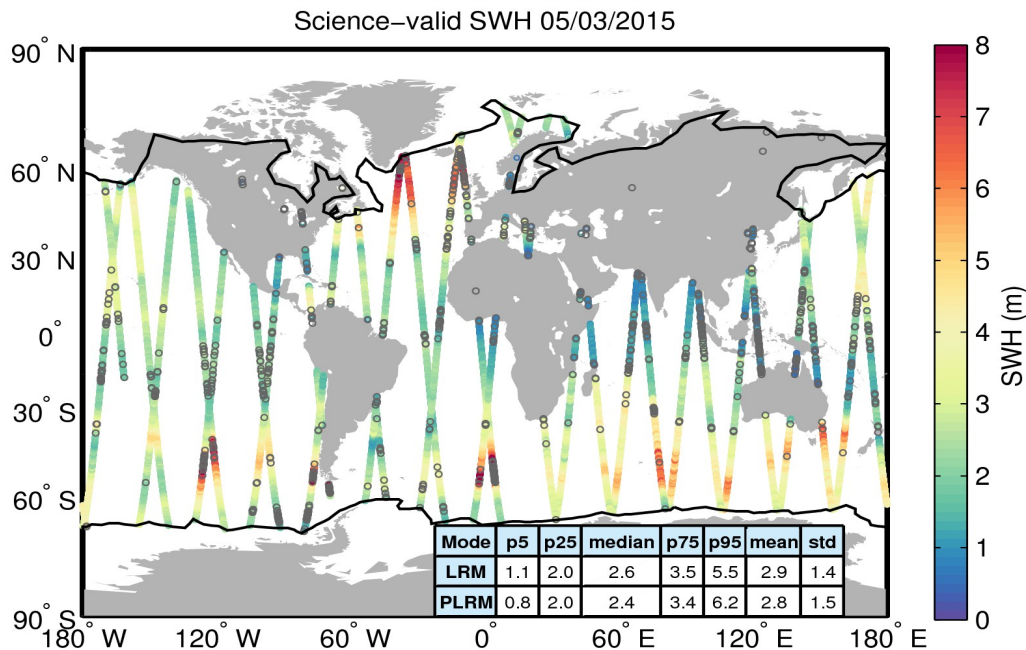 Science–valid SWH 05/03/2015
90° N
60° N
30° N
0°
30° S
60° S
90° S
180° W
120° W
60° W
0°
60° E
120° E
180° E
Mode p5 p25 median p75 p95 mean std
LRM 1.1 2.0 2.6 3.5 5.5 2.9 1.4
PLRM 0.8 2.0 2.4 3.4 6.2 2.8 1.5
8
7
6
5
4
3
2
1
0
SWH (m)